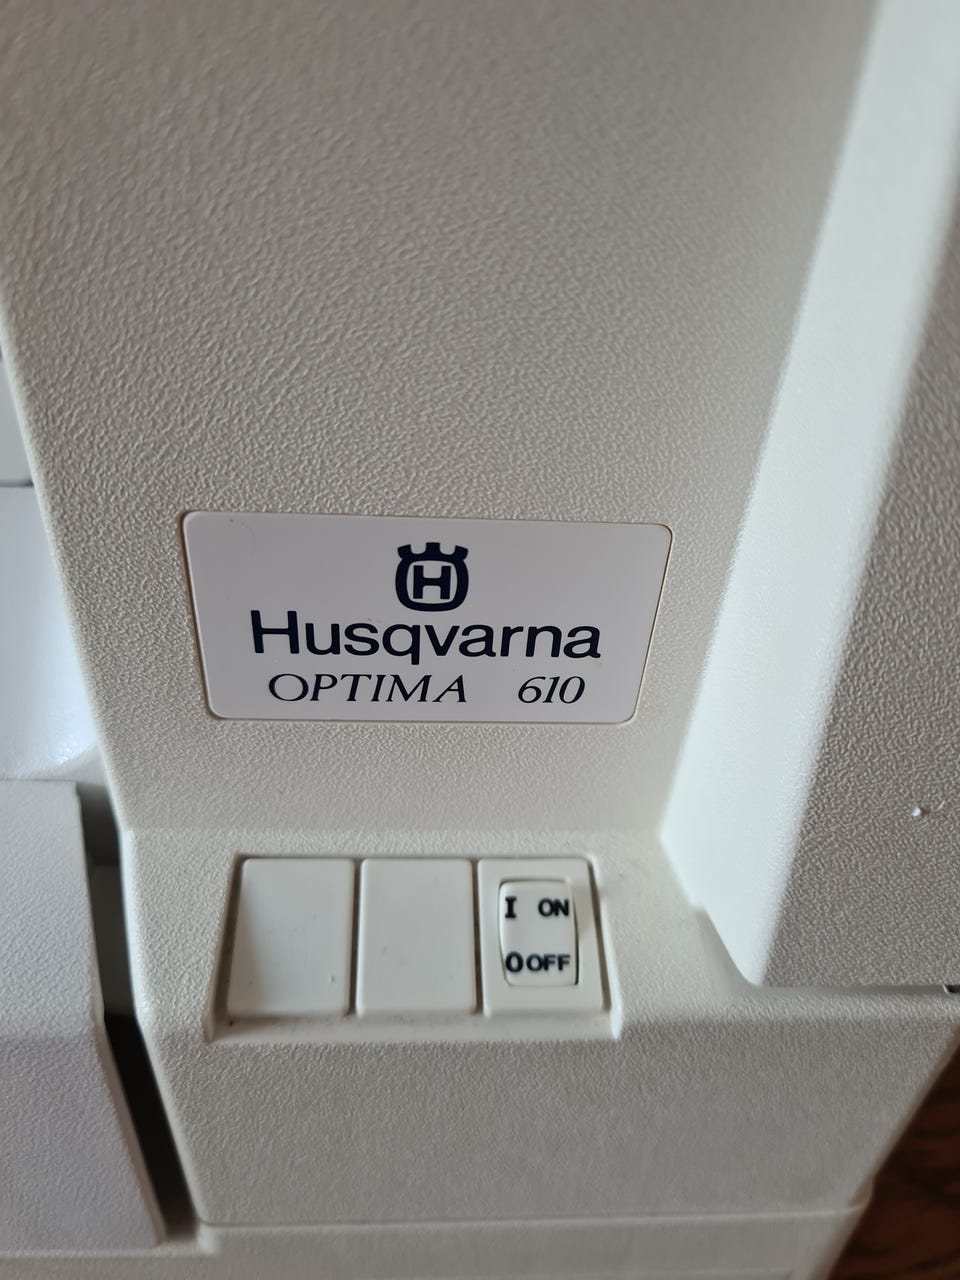 H
Husqvarna
OPTIMA 610
I ON
0 OFF